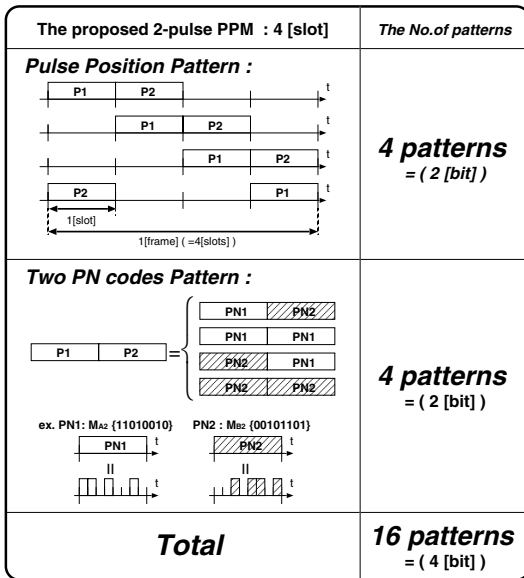 The proposed 2-pulse PPM : 4 [slot]
The No.of patterns
Pulse Position Pattern :
P1 P2 t
P1 P2 t
P1 P2 t
P2 P1 t
1[slot]
1[frame] ( =4[slots] )
4 patterns
= ( 2 [bit] )
Two PN codes Pattern :
PN1 PN2
PN1 PN1
P1 P2 =
PN2 PN1
PN2 PN2
4 patterns
= ( 2 [bit] )
ex. PN1: MA2 {11010010} PN2 : MB2 {00101101}
PN1 t PN2 t
= =
t t
Total
16 patterns
= ( 4 [bit] )